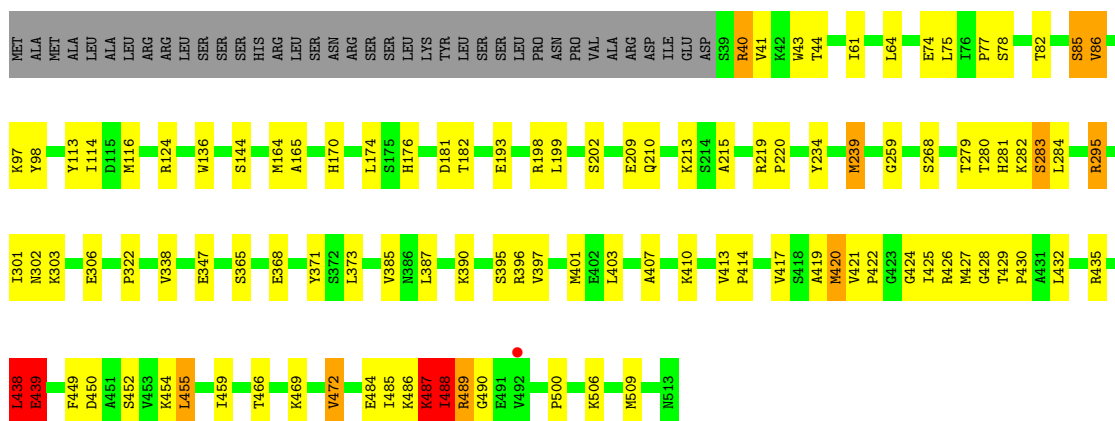 MET ALA MET ALA LEU ALA LEU ARG ARG LEU SER SER SER HIS ARG LEU SER ASN ARG SER SER LEU LYS TYR LEU SER SER LEU PRO ASN PRO VAL ALA ARG ASP ILE GLU ASP S39 R40 V41 K42 W43 T44 I61 L64 E74 L75 I76 P77 S78 T82 S85 V86
K97 Y98 Y113 I114 D115 M116 R124 W136 S144 M164 A165 H170 L174 S175 H176 D181 T182 E193 R198 L199 S202 E209 Q210 K213 S214 A215 R219 P220 Y234 M239 G259 S268 T279 T280 H281 K282 S283 L284 R295
I301 N302 K303 E306 P322 V338 E347 S365 E368 Y371 S372 L373 V385 N386 L387 K390 S395 R396 V397 M401 E402 L403 A407 K410 V413 P414 V417 S418 A419 M420 V421 P422 G423 G424 I425 R426 M427 G428 T429 P430 A431 L432 R435
L438 E439 F449 D450 A451 S452 V453 K454 L455 I459 T466 K469 V472 E484 I485 K486 K487 I488 R489 G490 E491 V492 P500 K506 M509 N513